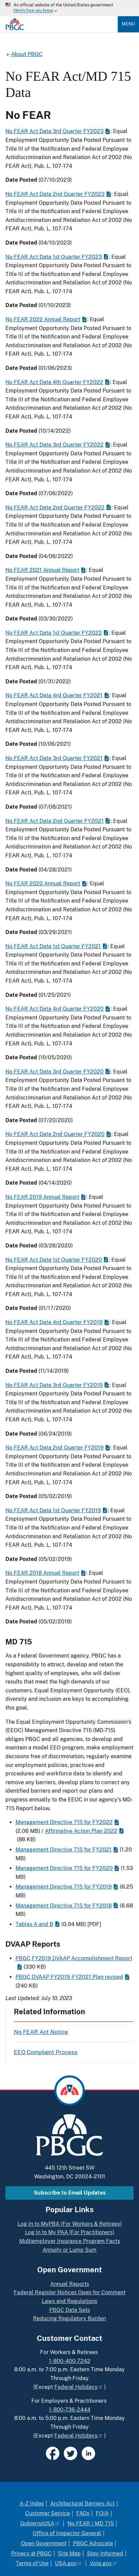 An official website of the United States government
Here's how you know
PBGC
MENU
About PBGC
No FEAR Act/MD 715
Data
No FEAR
No FEAR Act Data 3rd Quarter FY2023: Equal
Employment Opportunity Data Posted Pursuant to
Title III of the Notification and Federal Employee
Antidiscrimination and Retaliation Act of 2002 (No
FEAR Act), Pub. L. 107-174
Date Posted (07/10/2023)
No FEAR Act Data 2nd Quarter FY2023: Equal
Employment Opportunity Data Posted Pursuant to
Title III of the Notification and Federal Employee
Antidiscrimination and Retaliation Act of 2002 (No
FEAR Act), Pub. L. 107-174
Date Posted (04/10/2023)
No FEAR Act Data 1st Quarter FY2023: Equal
Employment Opportunity Data Posted Pursuant to
Title III of the Notification and Federal Employee
Antidiscrimination and Retaliation Act of 2002 (No
FEAR Act), Pub. L. 107-174
Date Posted (01/10/2023)
No FEAR 2022 Annual Report: Equal
Employment Opportunity Data Posted Pursuant to
Title III of the Notification and Federal Employee
Antidiscrimination and Retaliation Act of 2002 (No
FEAR Act), Pub. L. 107-174
Date Posted (01/06/2023)
No FEAR Act Data 4th Quarter FY2022: Equal
Employment Opportunity Data Posted Pursuant to
Title III of the Notification and Federal Employee
Antidiscrimination and Retaliation Act of 2002 (No
FEAR Act), Pub. L. 107-174
Date Posted (10/14/2022)
No FEAR Act Data 3rd Quarter FY2022: Equal
Employment Opportunity Data Posted Pursuant to
Title III of the Notification and Federal Employee
Antidiscrimination and Retaliation Act of 2002 (No
FEAR Act), Pub. L. 107-174
Date Posted (07/06/2022)
No FEAR Act Data 2nd Quarter FY2022: Equal
Employment Opportunity Data Posted Pursuant to
Title III of the Notification and Federal Employee
Antidiscrimination and Retaliation Act of 2002 (No
FEAR Act), Pub. L. 107-174
Date Posted (04/06/2022)
No FEAR 2021 Annual Report: Equal
Employment Opportunity Data Posted Pursuant to
Title III of the Notification and Federal Employee
Antidiscrimination and Retaliation Act of 2002 (No
FEAR Act), Pub. L. 107-174
Date Posted (03/30/2022)
No FEAR Act Data 1st Quarter FY2022: Equal
Employment Opportunity Data Posted Pursuant to
Title III of the Notification and Federal Employee
Antidiscrimination and Retaliation Act of 2002 (No
FEAR Act), Pub. L. 107-174
Date Posted (01/31/2022)
No FEAR Act Data 4rd Quarter FY2021: Equal
Employment Opportunity Data Posted Pursuant to
Title III of the Notification and Federal Employee
Antidiscrimination and Retaliation Act of 2002 (No
FEAR Act), Pub. L. 107-174
Date Posted (10/06/2021)
No FEAR Act Data 3rd Quarter FY2021: Equal
Employment Opportunity Data Posted Pursuant to
Title III of the Notification and Federal Employee
Antidiscrimination and Retaliation Act of 2002 (No
FEAR Act), Pub. L. 107-174
Date Posted (07/08/2021)
No FEAR Act Data 2nd Quarter FY2021: Equal
Employment Opportunity Data Posted Pursuant to
Title III of the Notification and Federal Employee
Antidiscrimination and Retaliation Act of 2002 (No
FEAR Act), Pub. L. 107-174
Date Posted (04/28/2021)
No FEAR 2020 Annual Report: Equal
Employment Opportunity Data Posted Pursuant to
Title III of the Notification and Federal Employee
Antidiscrimination and Retaliation Act of 2002 (No
FEAR Act), Pub. L. 107-174
Date Posted (03/29/2021)
No FEAR Act Data 1st Quarter FY2021: Equal
Employment Opportunity Data Posted Pursuant to
Title III of the Notification and Federal Employee
Antidiscrimination and Retaliation Act of 2002 (No
FEAR Act), Pub. L. 107-174
Date Posted (01/25/2021)
No FEAR Act Data 4rd Quarter FY2020: Equal
Employment Opportunity Data Posted Pursuant to
Title III of the Notification and Federal Employee
Antidiscrimination and Retaliation Act of 2002 (No
FEAR Act), Pub. L. 107-174
Date Posted (10/05/2020)
No FEAR Act Data 3rd Quarter FY2020: Equal
Employment Opportunity Data Posted Pursuant to
Title III of the Notification and Federal Employee
Antidiscrimination and Retaliation Act of 2002 (No
FEAR Act), Pub. L. 107-174
Date Posted (07/20/2020)
No FEAR Act Data 2nd Quarter FY2020: Equal
Employment Opportunity Data Posted Pursuant to
Title III of the Notification and Federal Employee
Antidiscrimination and Retaliation Act of 2002 (No
FEAR Act), Pub. L. 107-174
Date Posted (04/14/2020)
No FEAR 2019 Annual Report: Equal
Employment Opportunity Data Posted Pursuant to
Title III of the Notification and Federal Employee
Antidiscrimination and Retaliation Act of 2002 (No
FEAR Act), Pub. L. 107-174
Date Posted (03/26/2020)
No FEAR Act Data 1st Quarter FY2020: Equal
Employment Opportunity Data Posted Pursuant to
Title III of the Notification and Federal Employee
Antidiscrimination and Retaliation Act of 2002 (No
FEAR Act), Pub. L. 107-174
Date Posted (01/17/2020)
No FEAR Act Data 4rd Quarter FY2019: Equal
Employment Opportunity Data Posted Pursuant to
Title III of the Notification and Federal Employee
Antidiscrimination and Retaliation Act of 2002 (No
FEAR Act), Pub. L. 107-174
Date Posted (11/14/2019)
No FEAR Act Data 3rd Quarter FY2019: Equal
Employment Opportunity Data Posted Pursuant to
Title III of the Notification and Federal Employee
Antidiscrimination and Retaliation Act of 2002 (No
FEAR Act), Pub. L. 107-174
Date Posted (06/24/2019)
No FEAR Act Data 2nd Quarter FY2019: Equal
Employment Opportunity Data Posted Pursuant to
Title III of the Notification and Federal Employee
Antidiscrimination and Retaliation Act of 2002 (No
FEAR Act), Pub. L. 107-174
Date Posted (05/02/2019)
No FEAR Act Data 1st Quarter FY2019: Equal
Employment Opportunity Data Posted Pursuant to
Title III of the Notification and Federal Employee
Antidiscrimination and Retaliation Act of 2002 (No
FEAR Act), Pub. L. 107-174
Date Posted (05/02/2019)
No FEAR 2018 Annual Report: Equal
Employment Opportunity Data Posted Pursuant to
Title III of the Notification and Federal Employee
Antidiscrimination and Retaliation Act of 2002 (No
FEAR Act), Pub. L. 107-174
Date Posted (05/02/2019)
MD 715
As a Federal Government agency, PBGC has a
responsibility to be a model employer by
maintaining a work environment that is free from
discrimination and fully supports the principles of
equal employment opportunity (EEO), diversity
and inclusion.
The Equal Employment Opportunity Commission's
(EEOC) Management Directive 715 (MD-715)
obliges PBGC and all agencies to self-assess
employment practices and policies, identify
barriers to equal participation at all levels of the
workforce, and devise strategies to eliminate
identified barriers. The process of becoming a
model EEO employer is reviewed annually in MD-
715 Report below.
Management Directive 715 for FY2022
(2.06 MB) / Affirmative Action Plan 2022
(86 KB)
Management Directive 715 for FY2021 (1.20
MB)
Management Directive 715 for FY2020 (1.53
MB)
Management Directive 715 for FY2019 (6.25
MB)
Management Directive 715 for FY2018 (6.68
MB)
Tables A and B (0.94 MB) [PDF]
DVAAP Reports
PBGC FY2019 DVAAP Accomplishment Report
(330 KB)
PBGC DVAAP FY2019-FY2021 Plan revised
(240 KB)
Last Updated: July 10, 2023
Related Information
No FEAR Act Notice
EEO Complaint Process
PBGC
445 12th Street SW
Washington, DC 20024-2101
Subscribe to Email Updates
Popular Links
Log In to MyPBA (For Workers & Retirees)
Log In to My PAA (For Practitioners)
Multiemployer Insurance Program Facts
Annuity or Lump Sum
Open Government
Annual Reports
Federal Register Notices Open for Comment
Laws and Regulations
PBGC Data Sets
Reducing Regulatory Burden
Customer Contact
For Workers & Retirees
1-800-400-7242
8:00 a.m. to 7:00 p.m. Eastern Time Monday
Through Friday
(Except Federal Holidays)
For Employers & Practitioners
1-800-736-2444
8:00 a.m. to 5:00 p.m. Eastern Time Monday
Through Friday
(Except Federal Holidays)
A-Z Index Architectural Barriers Act
Customer Service FAQs FOIA
GobiernoUSA No FEAR / MD 715
Office of Inspector General
Open Government PBGC Advocate
Privacy @ PBGC Site Map Stay Informed
Terms of Use USA.gov Vote.gov